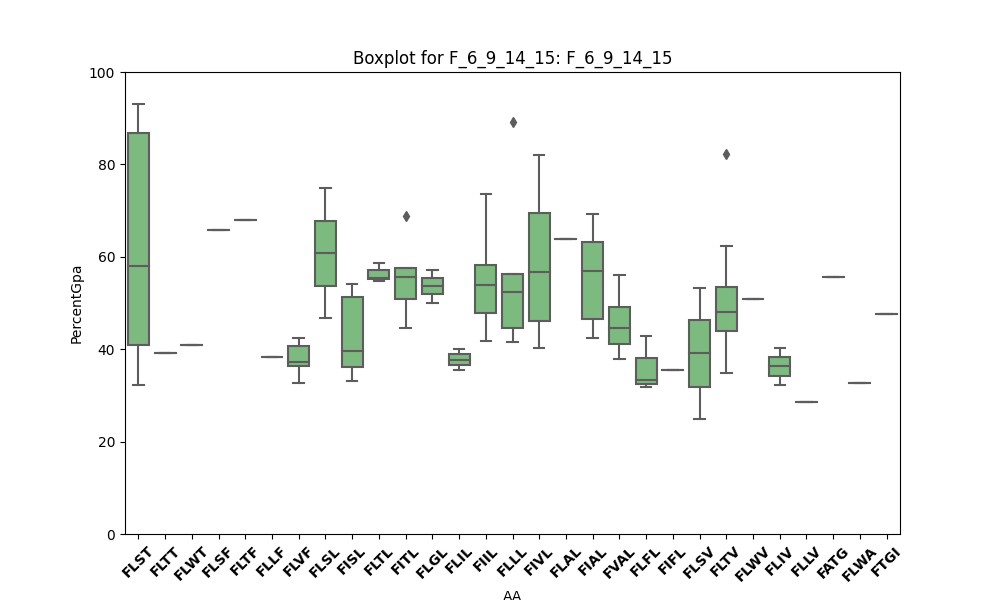 Boxplot for F_6_9_14_15: F_6_9_14_15
100
80
60
40
20
0
PercentGpa
FLST FLTT FLWT FLSF FLTF FLLF FLVF FLSL FISL FLTL FITL FLGL FLIL FIIL FLLL FIVL FLAL FIAL FVAL FLFL FIFL FLSV FLTV FLWV FLIV FLLV FATG FLWA FTGI
AA